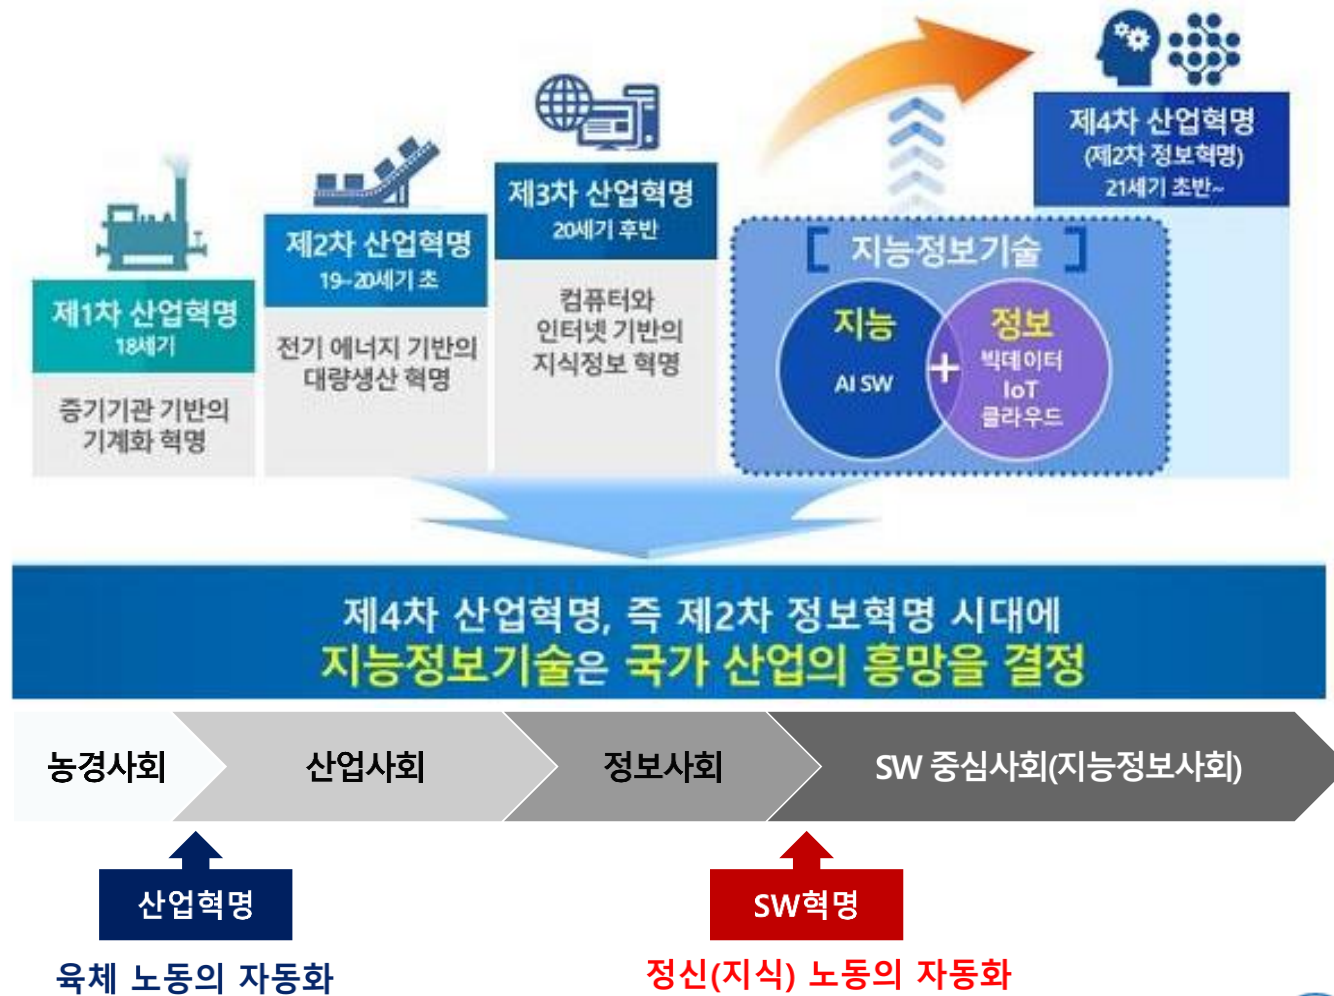 제1차 산업혁명
18세기
증기기관 기반의
기계화 혁명
제2차 산업혁명
19~20세기 초
전기 에너지 기반의
대량생산 혁명
제3차 산업혁명
20세기 후반
컴퓨터와
인터넷 기반의
지식정보 혁명
[ 지능정보기술 ]
지능
AI SW
+
정보
빅데이터
IoT
클라우드
제4차 산업혁명
(제2차 정보혁명)
21세기 초반~
제4차 산업혁명, 즉 제2차 정보혁명 시대에
지능정보기술은 국가 산업의 흥망을 결정
농경사회
산업사회
정보사회
SW 중심사회(지능정보사회)
산업혁명
육체 노동의 자동화
SW혁명
정신(지식) 노동의 자동화